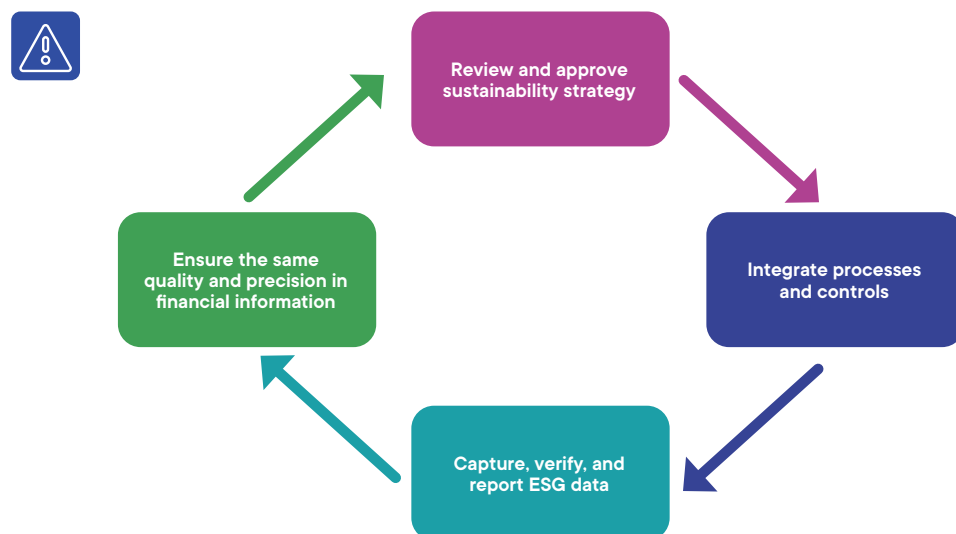 Review and approve
sustainability strategy
Integrate processes
and controls
Capture, verify, and
report ESG data
Ensure the same
quality and precision in
financial information